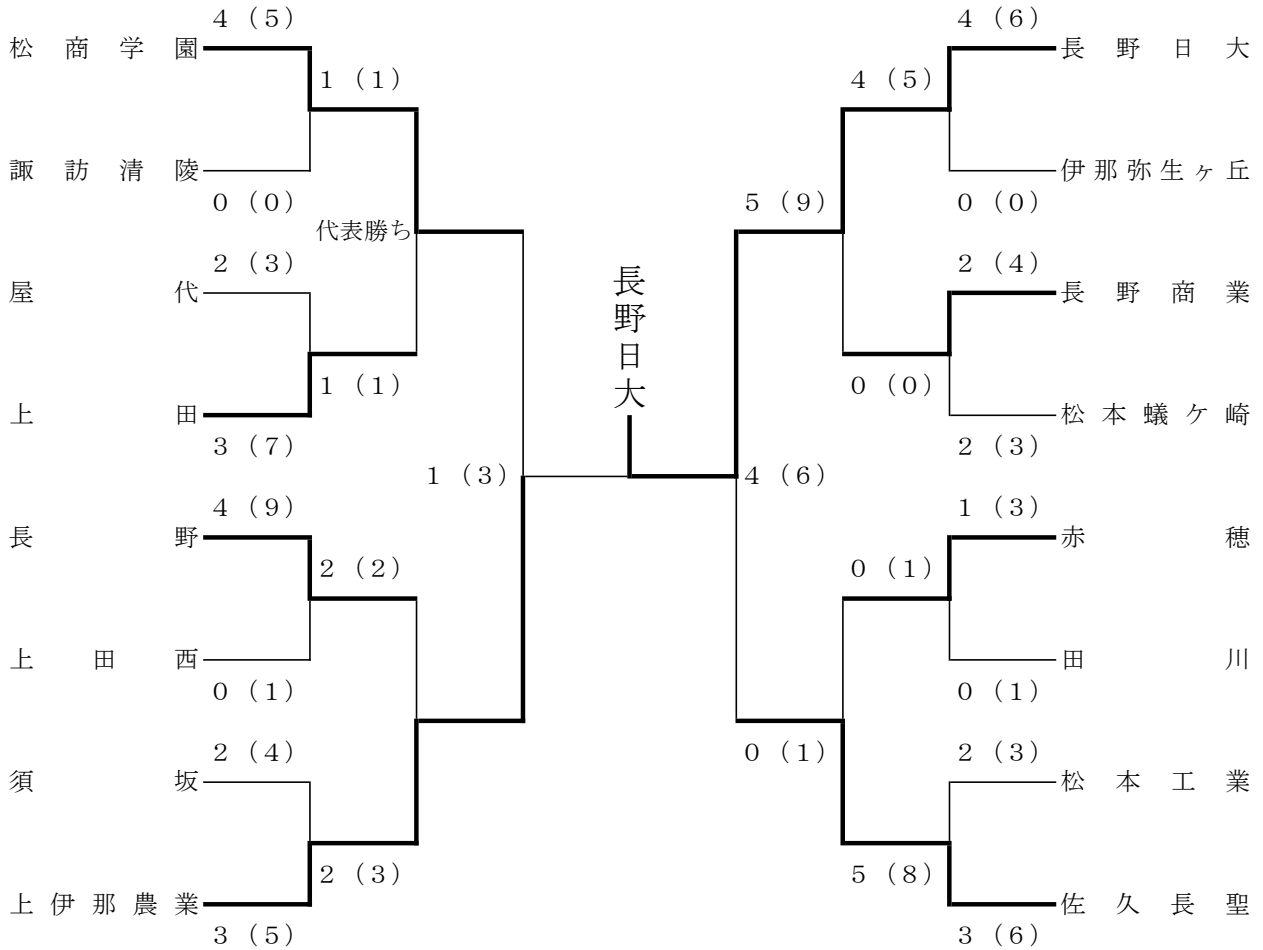 4（5）
松商学園
1（1）
諏訪清陵
0（0）
代表勝ち
2（3）
屋代
1（1）
上田
3（7）
1（3）
4（9）
長野
2（2）
上田西
0（1）
2（4）
須坂
2（3）
上伊那農業
3（5）
長野日大
4（6）
長野日大
4（5）
伊那弥生ヶ丘
0（0）
5（9）
2（4）
長野商業
0（0）
松本蟻ケ崎
2（3）
4（6）
1（3）
赤穂
0（1）
田川
0（1）
0（1）
2（3）
松本工業
5（8）
佐久長聖
3（6）